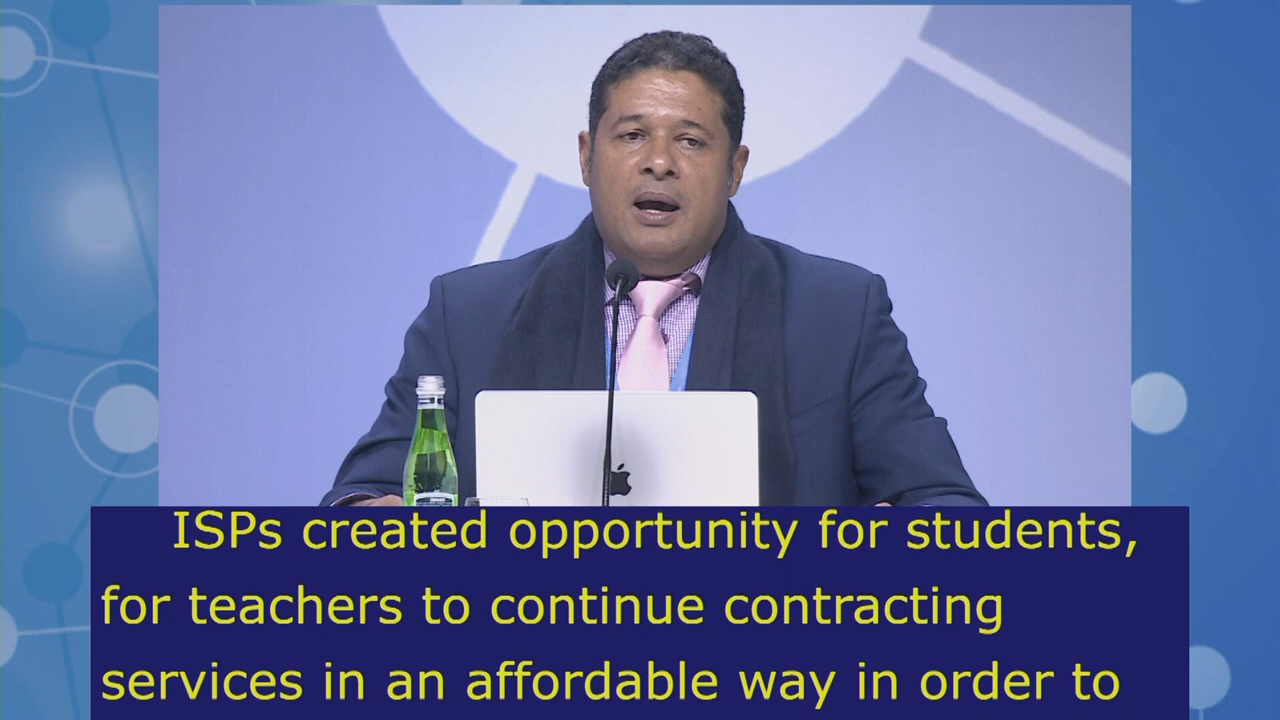 ISPs created opportunity for students,
for teachers to continue contracting
services in an affordable way in order to